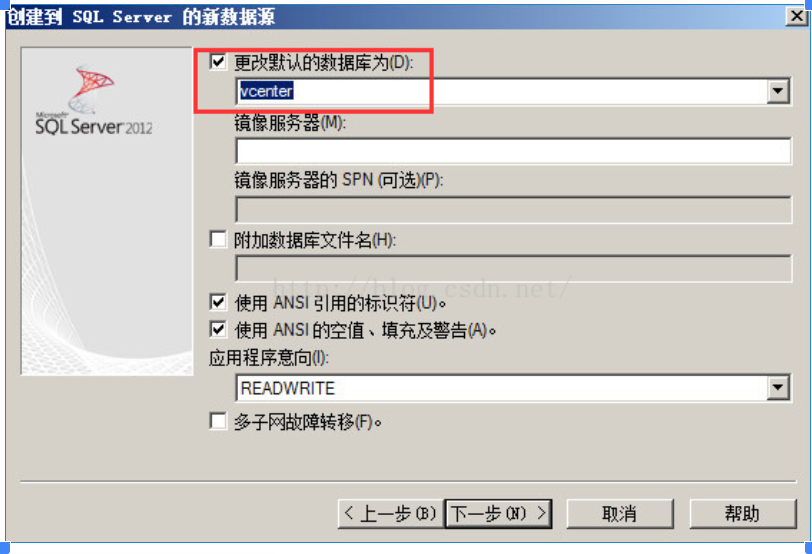 创建到 SQL Server 的新数据源
Microsoft
SQL Server 2012
更改默认的数据库为(D):
vcenter
镜像服务器(M):
镜像服务器的 SPN (可选)(P):
附加数据库文件名(H):
http://blog.csdn.net/
使用 ANSI 引用的标识符(U)。
使用 ANSI 的空值、填充及警告(A)。
应用程序意向(I):
READWRITE
多子网故障转移(F)。
< 上一步(B) 下一步(N) > 取消 帮助